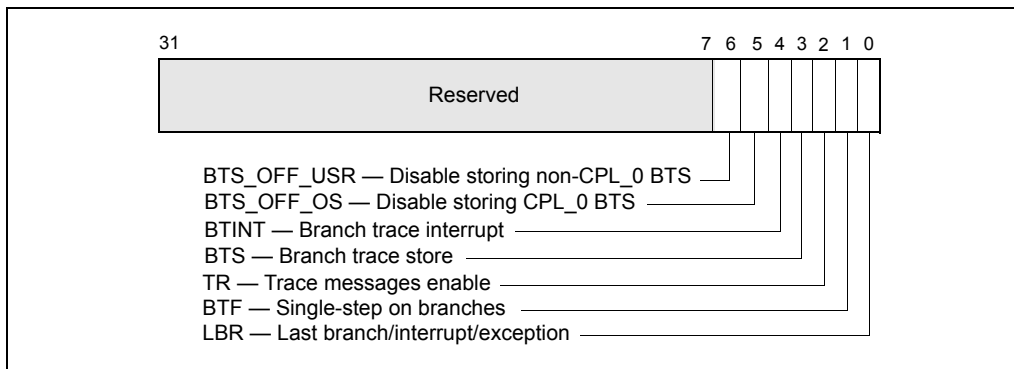 31 7 6 5 4 3 2 1 0
Reserved
BTS_OFF_USR — Disable storing non-CPL_0 BTS
BTS_OFF_OS — Disable storing CPL_0 BTS
BTINT — Branch trace interrupt
BTS — Branch trace store
TR — Trace messages enable
BTF — Single-step on branches
LBR — Last branch/interrupt/exception